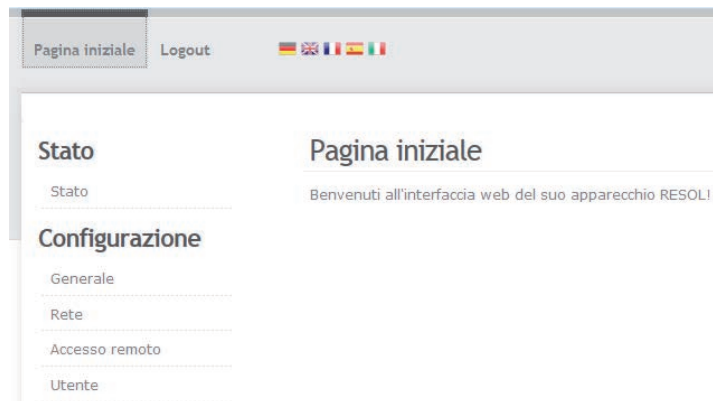 Pagina iniziale Logout
Stato
Stato
Configurazione
Generale
Rete
Accesso remoto
Utente
Pagina iniziale
Benvenuti all'interfaccia web del suo apparecchio RESOL!